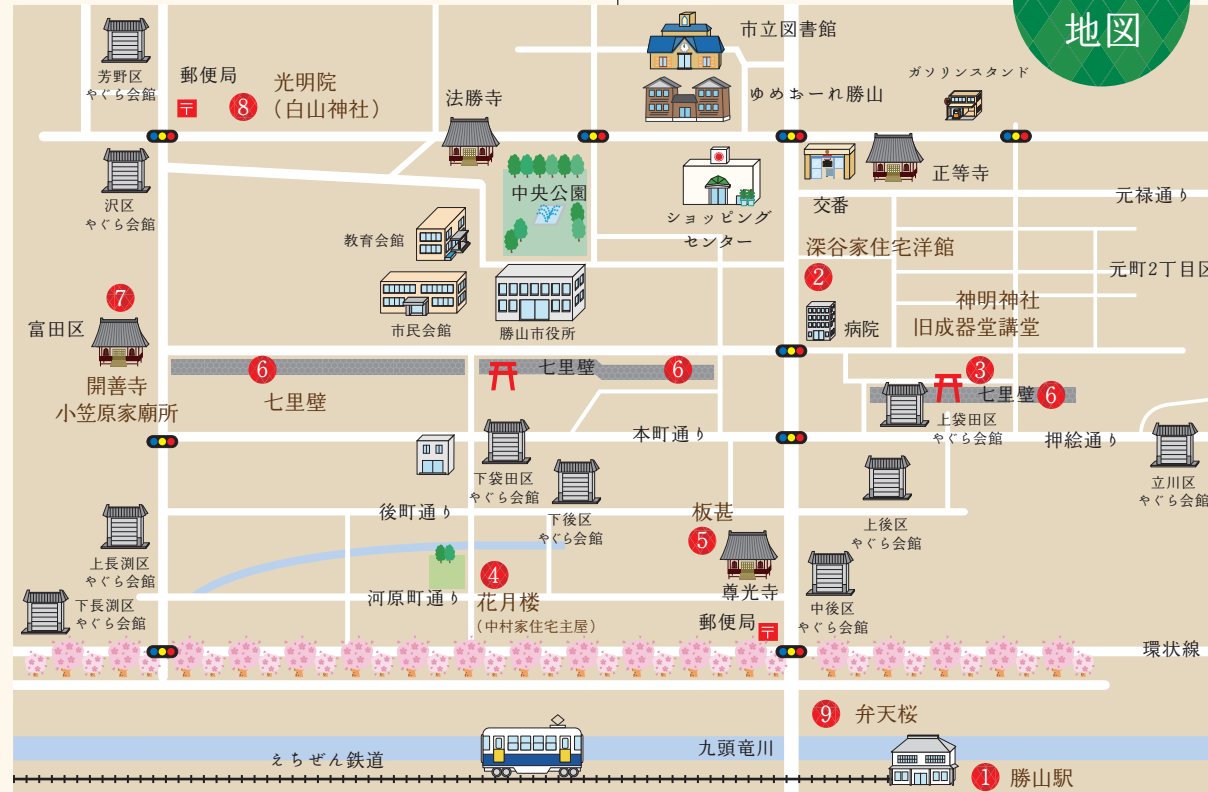 地図
市立図書館
ガソリンスタンド
ゆめおーれ勝山
芳野区
やぐら会館
郵便局
〒
8
光明院
(白山神社)
法勝寺
沢区
やぐら会館
中央公園
ショッピング
センター
交番
正等寺
元禄通り
教育会館
深谷家住宅洋館
2
元町2丁目区
7
富田区
市民会館
勝山市役所
病院
神明神社
旧成器堂講堂
開善寺
小笠原家廟所
6
七里壁
七里壁
6
3
七里壁
6
上袋田区
やぐら会館
本町通り
押絵通り
下袋田区
やぐら会館
立川区
やぐら会館
後町通り
下後区
やぐら会館
板甚
5
上後区
やぐら会館
上長渕区
やぐら会館
下長渕区
やぐら会館
河原町通り
4
花月楼
(中村家住宅主屋)
尊光寺
郵便局
〒
中後区
やぐら会館
環状線
9
弁天桜
えちぜん鉄道
九頭竜川
1
勝山駅